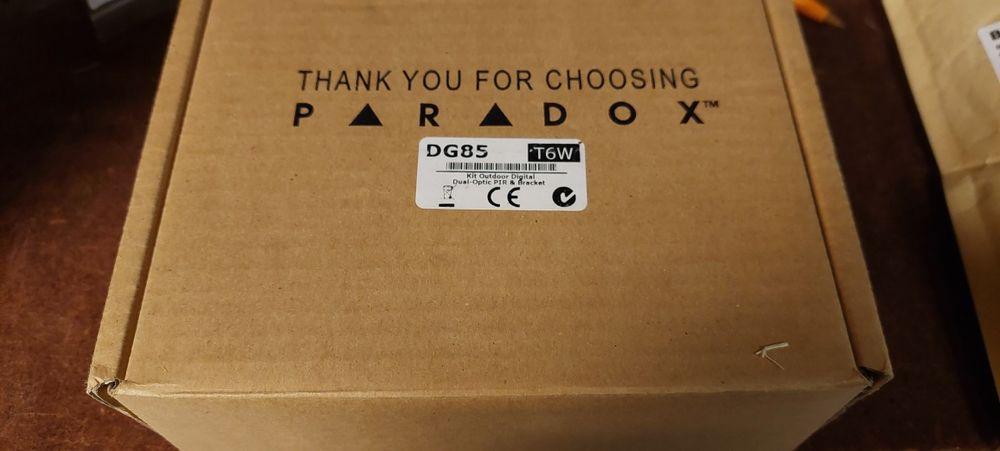 THANK YOU FOR CHOOSING
PARADOX™
DG85 T6W
Kit Outdoor Digital
Dual-Optic PIR & Bracket
CE